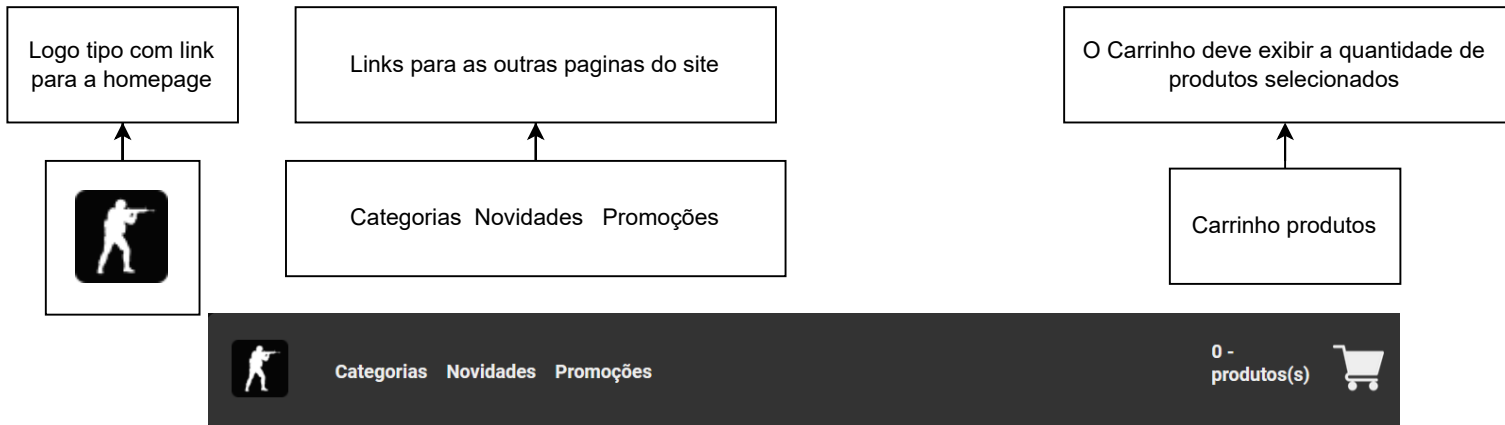 Logo tipo com link
para a homepage
Links para as outras paginas do site
O Carrinho deve exibir a quantidade de
produtos selecionados
Categorias Novidades Promoções
Carrinho produtos
Categorias Novidades Promoções
0 -
produtos(s)